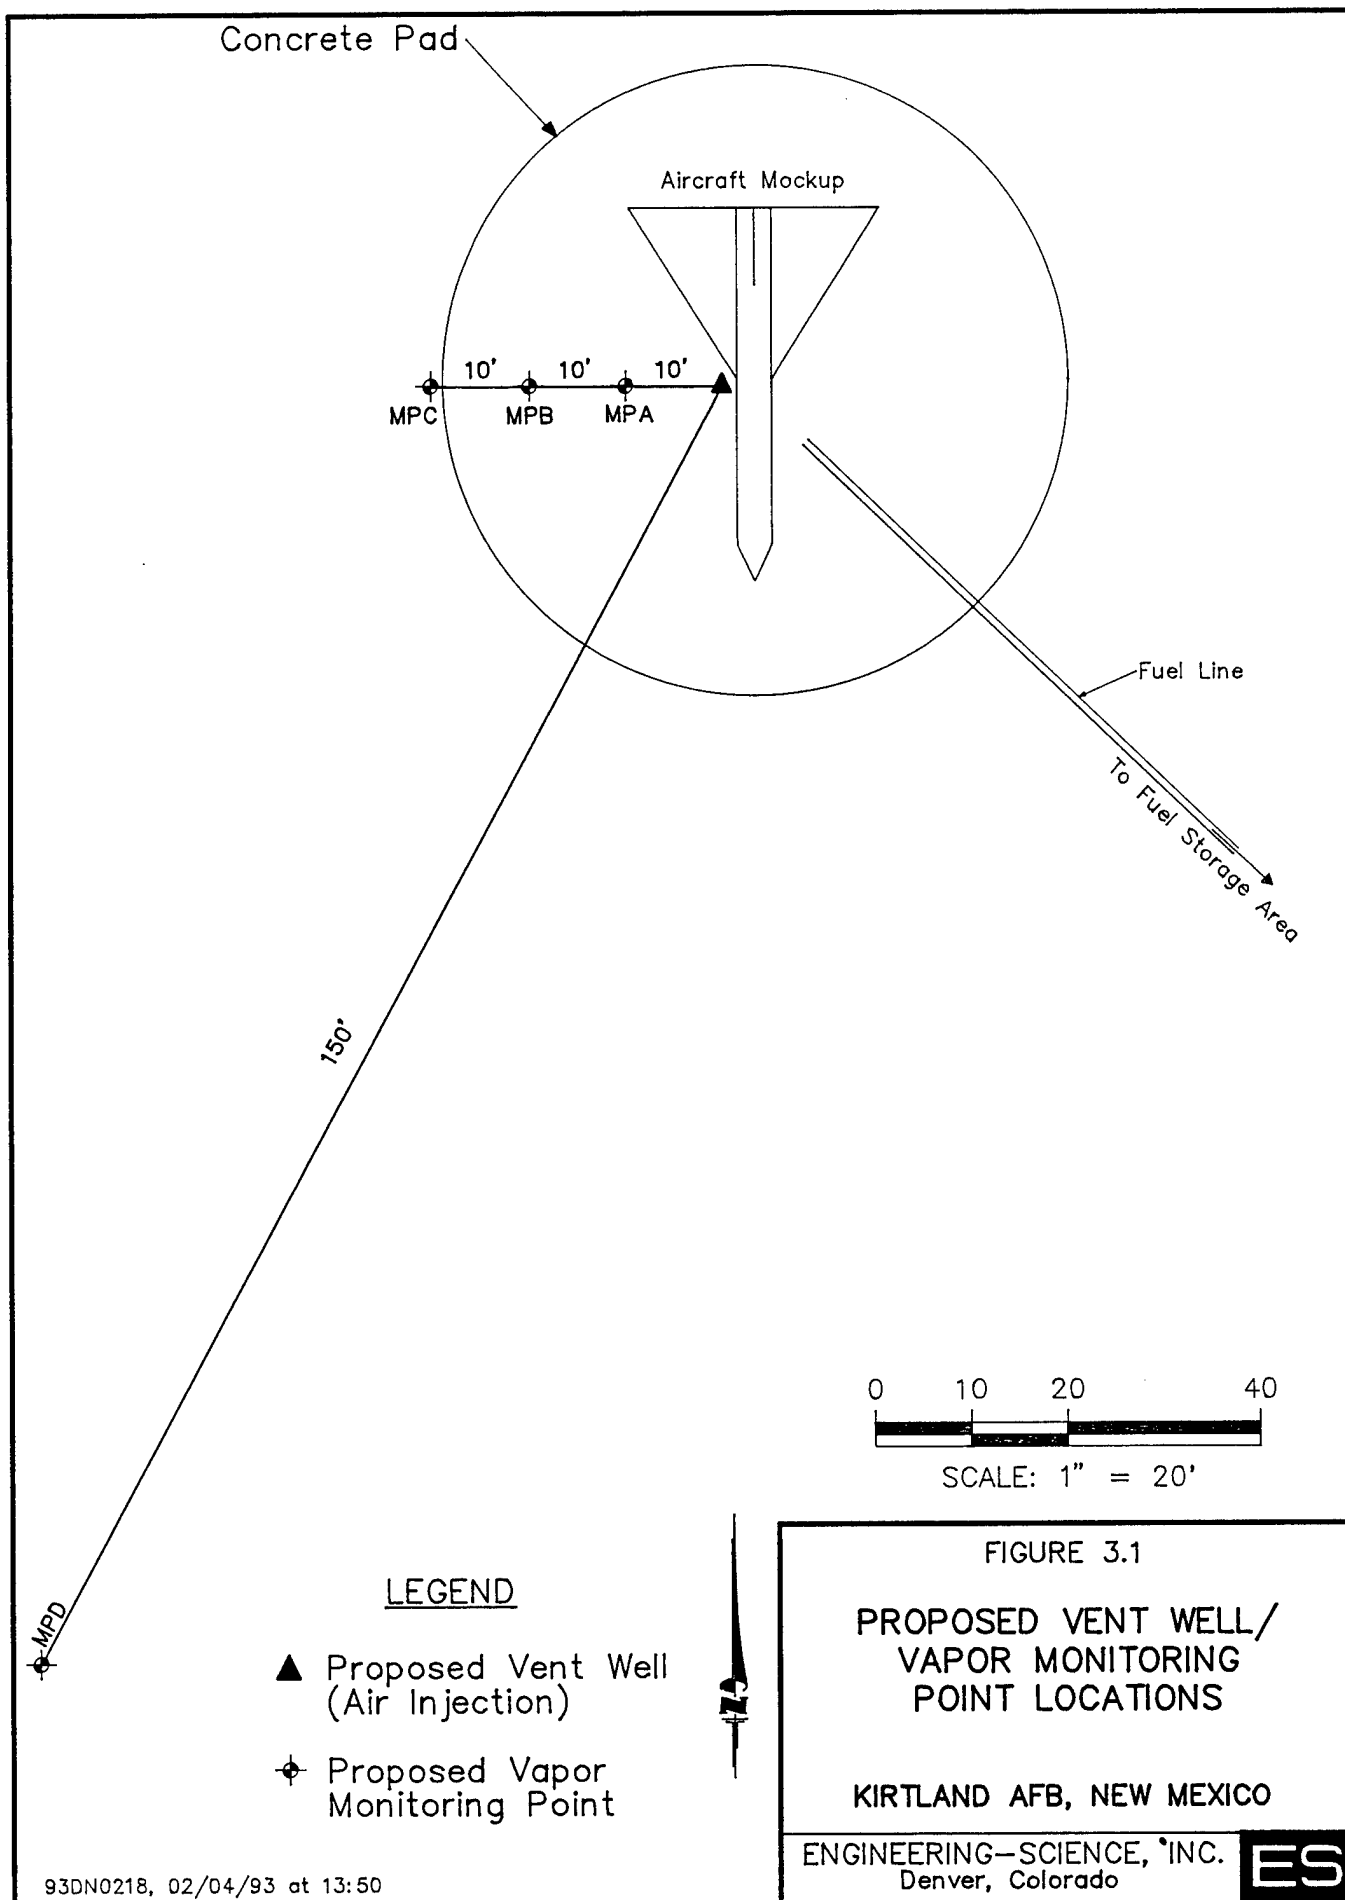 Concrete Pad
Aircraft Mockup
10' 10' 10'
MPC MPB MPA
Fuel Line
To Fuel Storage Area
150'
MPD
0 10 20 40
SCALE: 1" = 20'
LEGEND
Proposed Vent Well
(Air Injection)
Proposed Vapor
Monitoring Point
N
FIGURE 3.1
PROPOSED VENT WELL/
VAPOR MONITORING
POINT LOCATIONS
KIRTLAND AFB, NEW MEXICO
ENGINEERING-SCIENCE, INC.
Denver, Colorado
ES
93DN0218, 02/04/93 at 13:50